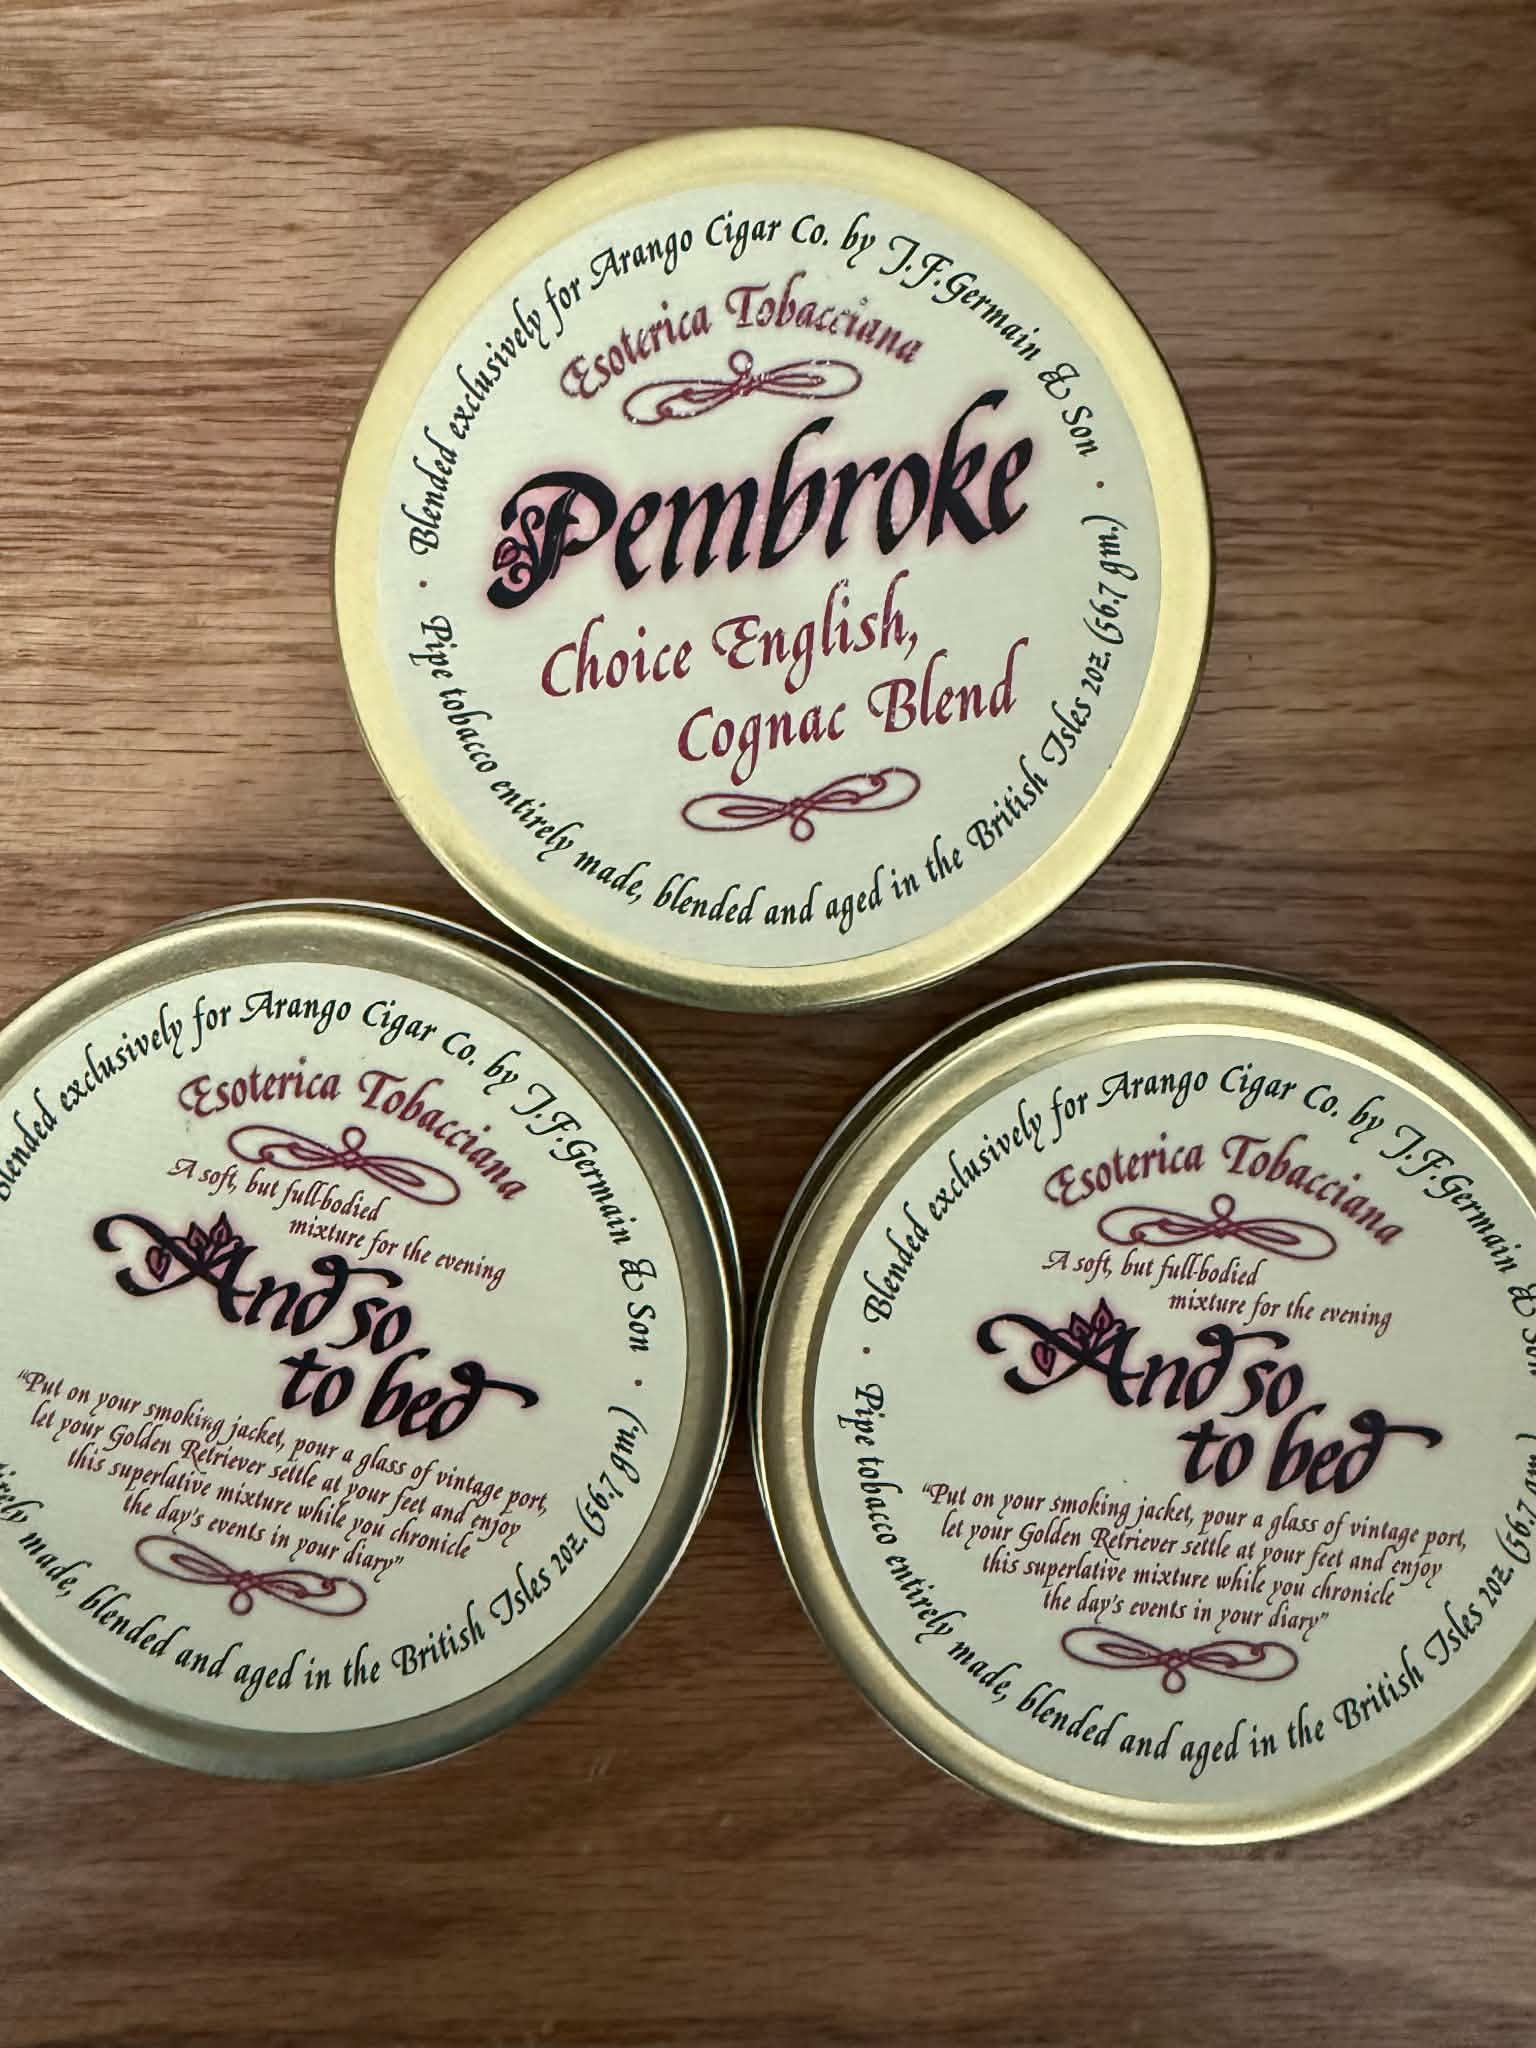 Blended exclusively for Arango Cigar Co. by J.F.Germain & Son
Esoterica Tobacciana
Pembroke
Choice English,
Cognac Blend
Pipe tobacco entirely made, blended and aged in the British Isles 2oz. (56.7 gm.)
Blended exclusively for Arango Cigar Co. by J.F.Germain & Son
Esoterica Tobacciana
A soft, but full-bodied
mixture for the evening
And so
to bed
"Put on your smoking jacket, pour a glass of vintage port,
let your Golden Retriever settle at your feet and enjoy
this superlative mixture while you chronicle
the day's events in your diary"
made, blended and aged in the British Isles 2oz. (56.7 gm.)
Blended exclusively for Arango Cigar Co. by J.F.Germain & Son
Esoterica Tobacciana
A soft, but full-bodied
mixture for the evening
And so
to bed
"Put on your smoking jacket, pour a glass of vintage port,
let your Golden Retriever settle at your feet and enjoy
this superlative mixture while you chronicle
the day's events in your diary"
Pipe tobacco entirely made, blended and aged in the British Isles 2oz. (56.7 gm.)